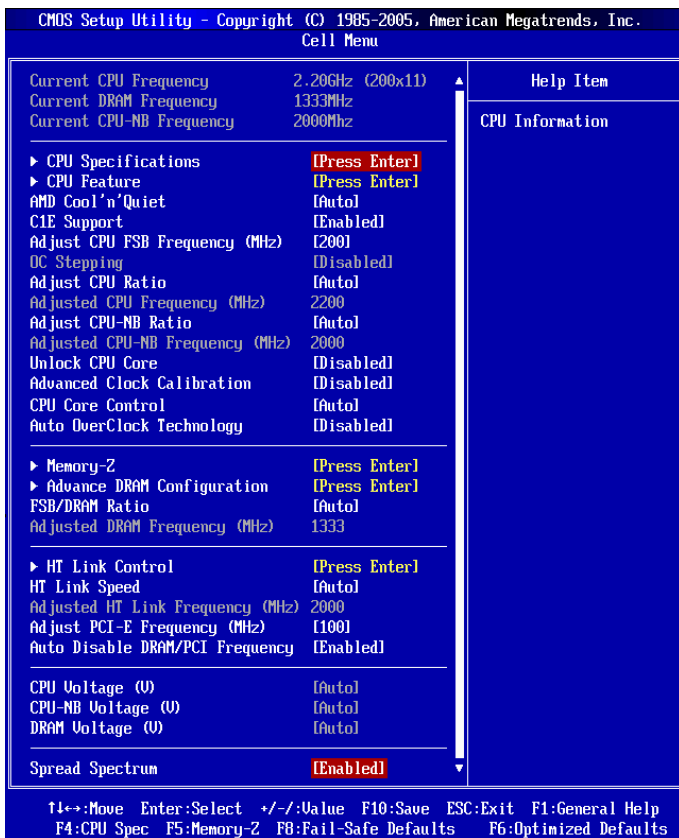 CMOS Setup Utility - Copyright (C) 1985-2005, American Megatrends, Inc.
Cell Menu
Current CPU Frequency 2.20GHz (200x11)
Current DRAM Frequency 1333MHz
Current CPU-NB Frequency 2000Mhz
Help Item
CPU Information
▶ CPU Specifications [Press Enter]
▶ CPU Feature [Press Enter]
AMD Cool'n'Quiet [Auto]
C1E Support [Enabled]
Adjust CPU FSB Frequency (MHz) [200]
OC Stepping [Disabled]
Adjust CPU Ratio [Auto]
Adjusted CPU Frequency (MHz) 2200
Adjust CPU-NB Ratio [Auto]
Adjusted CPU-NB Frequency (MHz) 2000
Unlock CPU Core [Disabled]
Advanced Clock Calibration [Disabled]
CPU Core Control [Auto]
Auto OverClock Technology [Disabled]
▶ Memory-Z [Press Enter]
▶ Advance DRAM Configuration [Press Enter]
FSB/DRAM Ratio [Auto]
Adjusted DRAM Frequency (MHz) 1333
▶ HT Link Control [Press Enter]
HT Link Speed [Auto]
Adjusted HT Link Frequency (MHz) 2000
Adjust PCI-E Frequency (MHz) [100]
Auto Disable DRAM/PCI Frequency [Enabled]
CPU Voltage (V) [Auto]
CPU-NB Voltage (V) [Auto]
DRAM Voltage (V) [Auto]
Spread Spectrum [Enabled]
↑↓←→:Move Enter:Select +/-/:Value F10:Save ESC:Exit F1:General Help
F4:CPU Spec F5:Memory-Z F8:Fail-Safe Defaults F6:Optimized Defaults